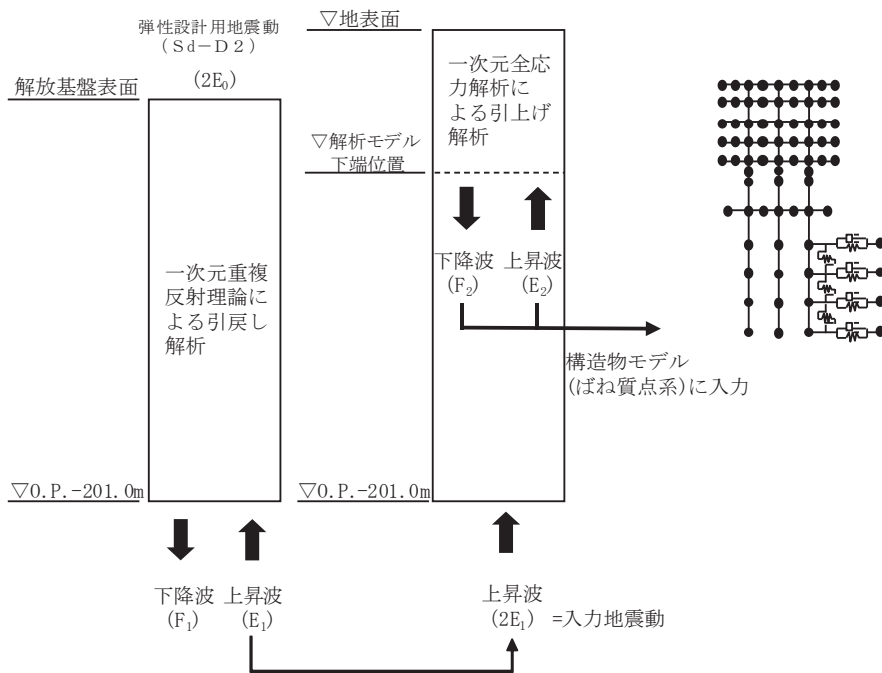 弾性設計用地震動
(Sd-D2)
(2E₀)
解放基盤表面
一次元重複
反射理論に
よる引戻し
解析
▽O.P.-201.0m
下降波
(F₁)
上昇波
(E₁)
▽地表面
一次元全応
力解析に
よる引上げ
解析
▽解析モデル
下端位置
下降波
(F₂)
上昇波
(E₂)
構造物モデル
(ばね質点系)に入力
▽O.P.-201.0m
上昇波
(2E₁) =入力地震動